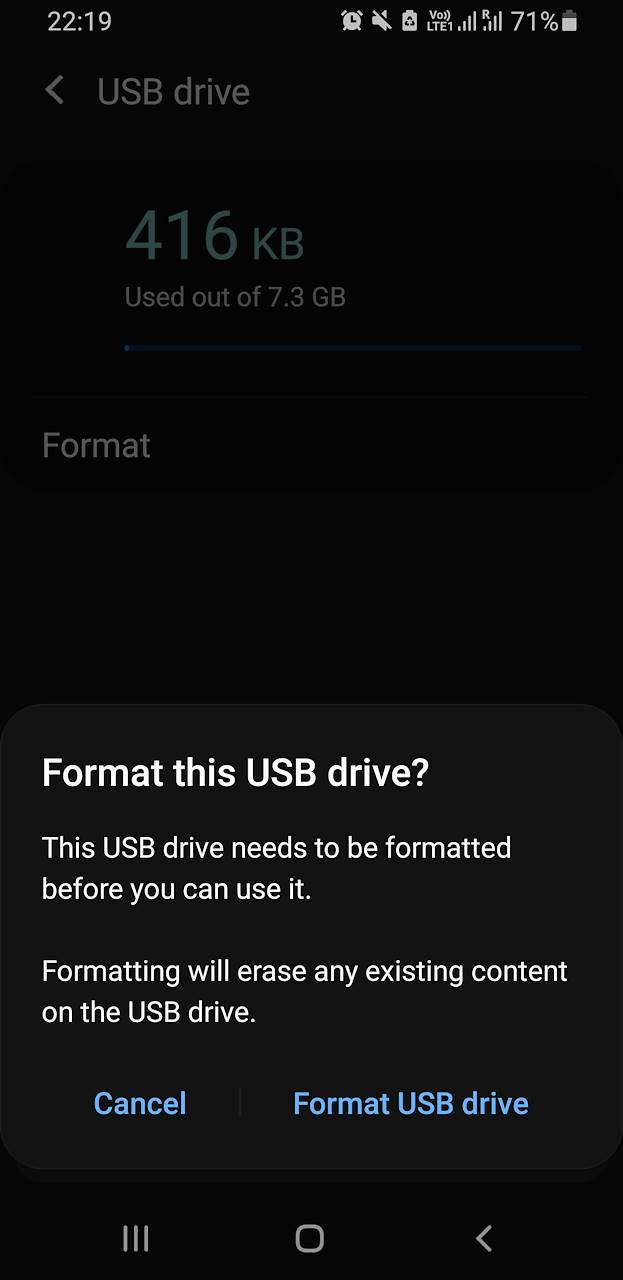 22:19 Vo)) LTE1 R 71%
USB drive
416 KB
Used out of 7.3 GB
Format
Format this USB drive?
This USB drive needs to be formatted
before you can use it.
Formatting will erase any existing content
on the USB drive.
Cancel Format USB drive